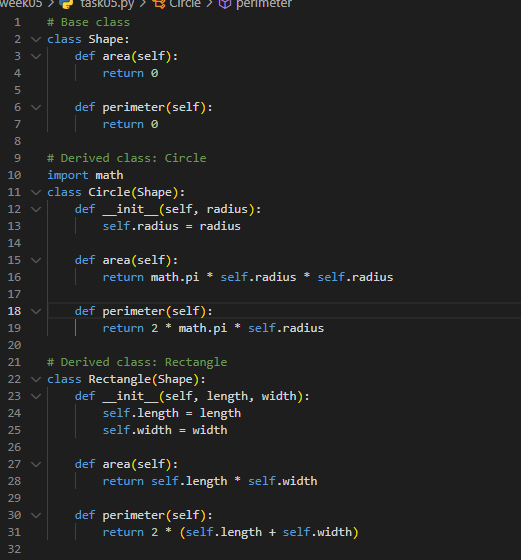 week05 > task05.py > Circle > perimeter
1 # Base class
2 class Shape:
3     def area(self):
4         return 0
5
6     def perimeter(self):
7         return 0
8
9 # Derived class: Circle
10 import math
11 class Circle(Shape):
12     def __init__(self, radius):
13         self.radius = radius
14
15     def area(self):
16         return math.pi * self.radius * self.radius
17
18     def perimeter(self):
19         return 2 * math.pi * self.radius
20
21 # Derived class: Rectangle
22 class Rectangle(Shape):
23     def __init__(self, length, width):
24         self.length = length
25         self.width = width
26
27     def area(self):
28         return self.length * self.width
29
30     def perimeter(self):
31         return 2 * (self.length + self.width)
32